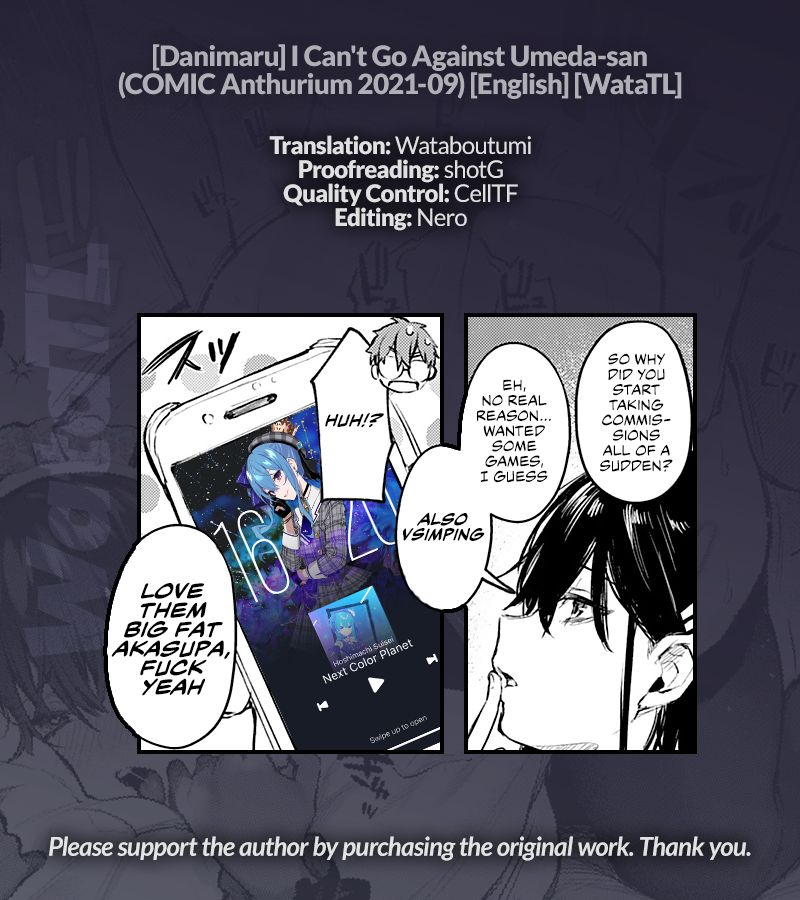 [Danimaru] I Can't Go Against Umeda-san
(COMIC Anthurium 2021-09) [English] [WataTL]
Translation: Wataboutumi
Proofreading: shotG
Quality Control: CellTF
Editing: Nero
WataTL
SO WHY
DID YOU
START
TAKING
COMMIS-
SIONS
ALL OF A
SUDDEN?
EH,
NO REAL
REASON...
WANTED
SOME
GAMES,
I GUESS
ALSO
VSIMPING
スッ
HUH!?
16
20
Hoshimachi Suisei
Next Color Planet
Swipe up to open
LOVE
THEM
BIG FAT
AKASUPA,
FUCK
YEAH
Please support the author by purchasing the original work. Thank you.